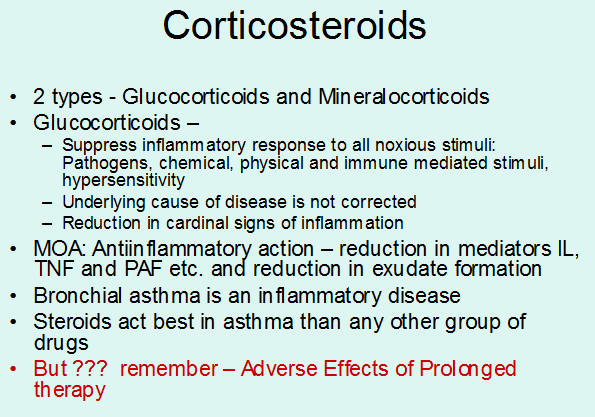 Corticosteroids
• 2 types - Glucocorticoids and Mineralocorticoids
• Glucocorticoids –
– Suppress inflammatory response to all noxious stimuli:
Pathogens, chemical, physical and immune mediated stimuli,
hypersensitivity
– Underlying cause of disease is not corrected
– Reduction in cardinal signs of inflammation
• MOA: Antiinflammatory action – reduction in mediators IL,
TNF and PAF etc. and reduction in exudate formation
• Bronchial asthma is an inflammatory disease
• Steroids act best in asthma than any other group of
drugs
• But ??? remember – Adverse Effects of Prolonged
therapy